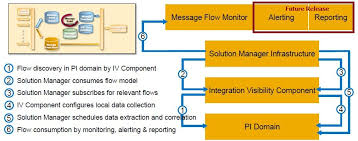 Future Release
Message Flow Monitor
Alerting
Reporting
6
Solution Manager Infrastructure
2
3
5
Integration Visibility Component
1
4
PI Domain
1 Flow discovery in PI domain by IV Component
2 Solution Manager consumes flow model
3 Solution Manager subscribes for relevant flows
4 IV Component configures local data collection
5 Solution Manager schedules data extraction and correlation
6 Flow consumption by monitoring, alerting & reporting